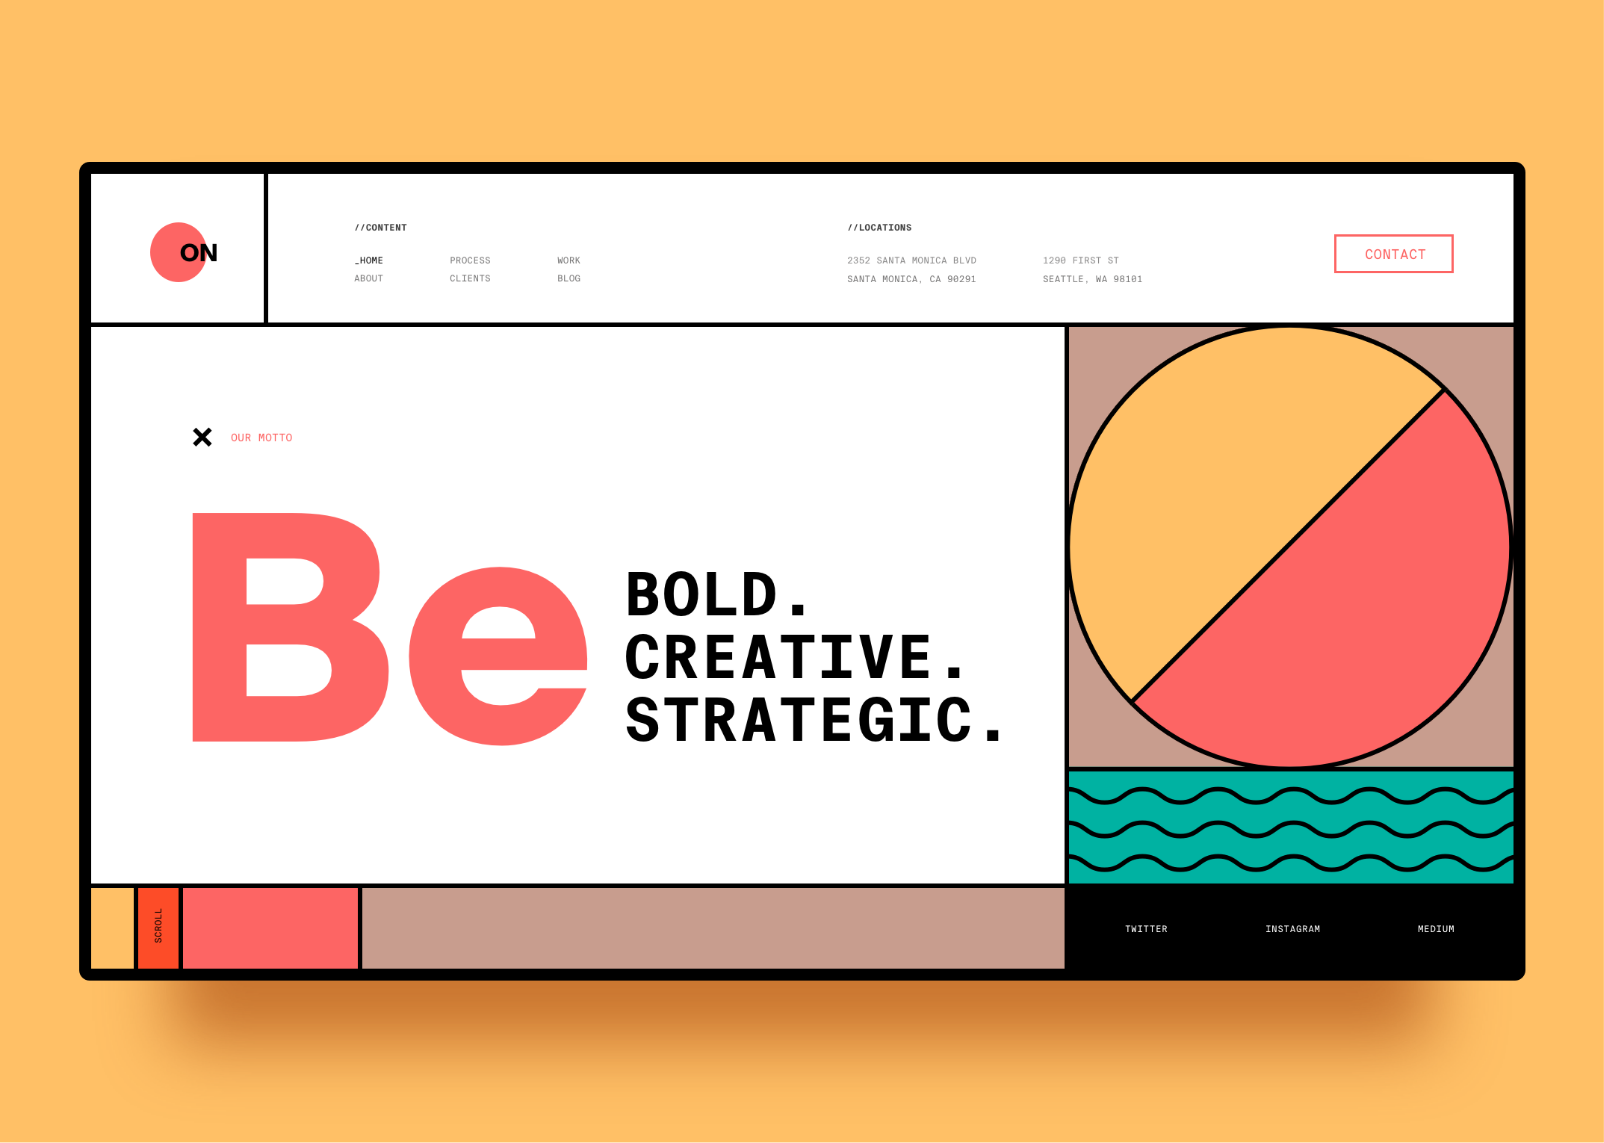 ON
//CONTENT
_HOME PROCESS WORK
ABOUT CLIENTS BLOG
//LOCATIONS
2352 SANTA MONICA BLVD
SANTA MONICA, CA 90291
1290 FIRST ST
SEATTLE, WA 98101
CONTACT
OUR MOTTO
Be
BOLD.
CREATIVE.
STRATEGIC.
SCROLL
TWITTER INSTAGRAM MEDIUM